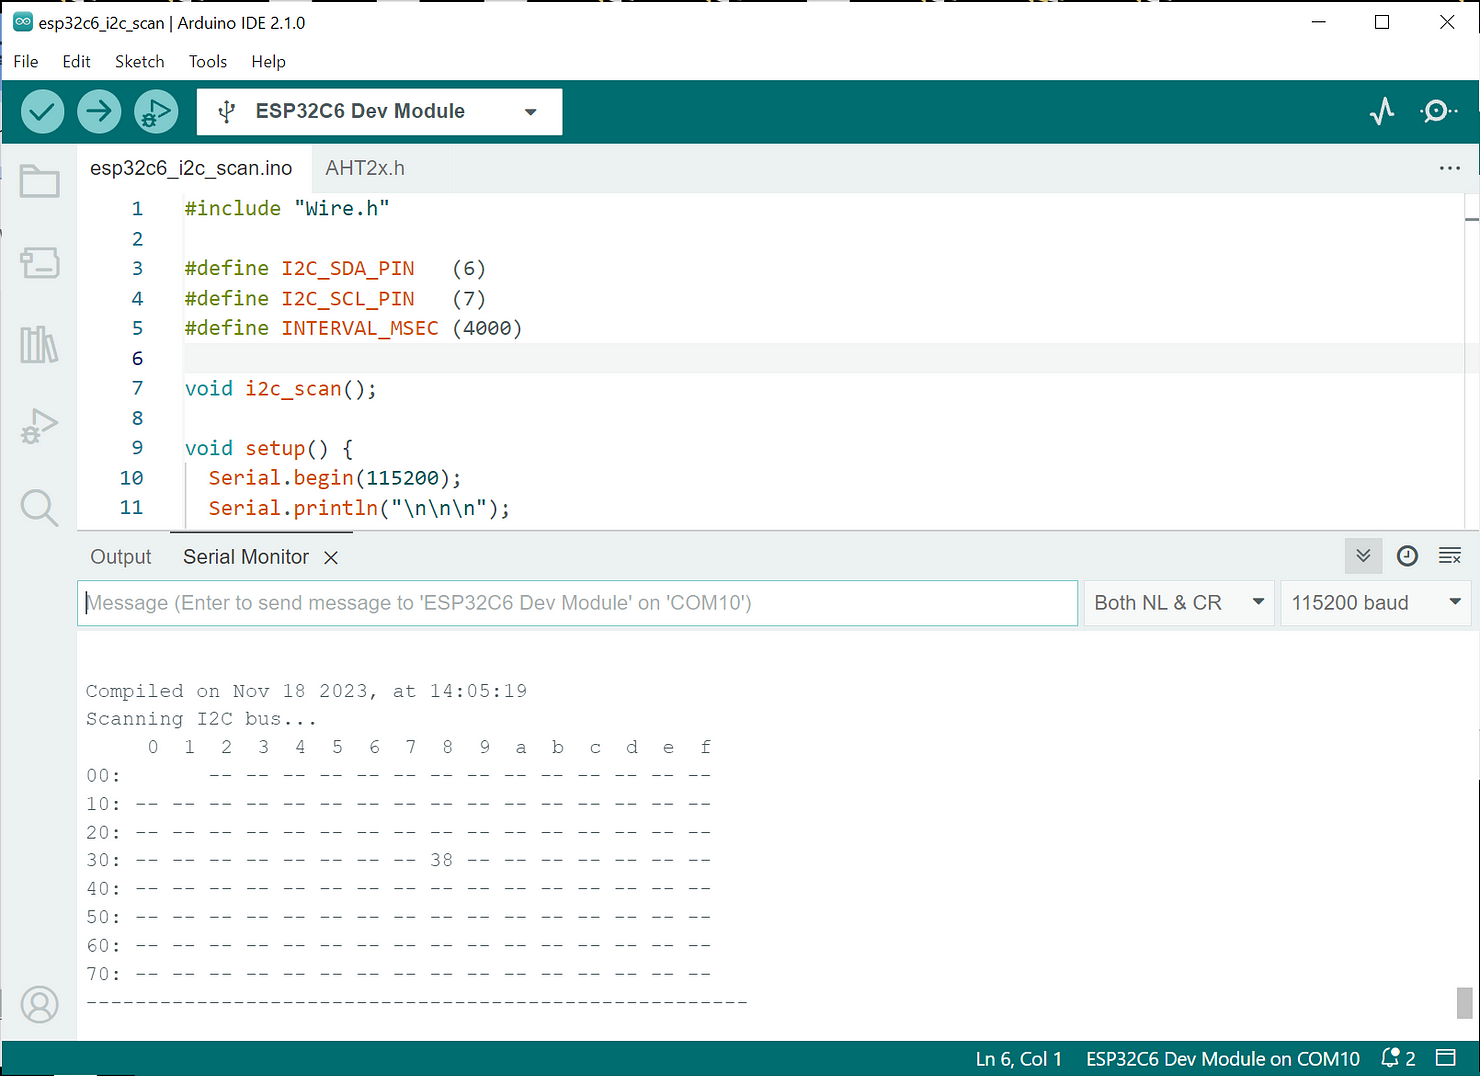 esp32c6_i2c_scan | Arduino IDE 2.1.0
File Edit Sketch Tools Help
ESP32C6 Dev Module
esp32c6_i2c_scan.ino AHT2x.h
1 #include "Wire.h"
2
3 #define I2C_SDA_PIN   (6)
4 #define I2C_SCL_PIN   (7)
5 #define INTERVAL_MSEC (4000)
6
7 void i2c_scan();
8
9 void setup() {
10   Serial.begin(115200);
11   Serial.println("\n\n\n");
Output Serial Monitor
Message (Enter to send message to 'ESP32C6 Dev Module' on 'COM10') Both NL & CR 115200 baud
Compiled on Nov 18 2023, at 14:05:19
Scanning I2C bus...
     0  1  2  3  4  5  6  7  8  9  a  b  c  d  e  f
00:       -- -- -- -- -- -- -- -- -- -- -- -- -- --
10: -- -- -- -- -- -- -- -- -- -- -- -- -- -- -- --
20: -- -- -- -- -- -- -- -- -- -- -- -- -- -- -- --
30: -- -- -- -- -- -- -- -- 38 -- -- -- -- -- -- --
40: -- -- -- -- -- -- -- -- -- -- -- -- -- -- -- --
50: -- -- -- -- -- -- -- -- -- -- -- -- -- -- -- --
60: -- -- -- -- -- -- -- -- -- -- -- -- -- -- -- --
70: -- -- -- -- -- -- -- -- -- -- -- -- -- -- -- --
------------------------------------------------------
Ln 6, Col 1 ESP32C6 Dev Module on COM10 2